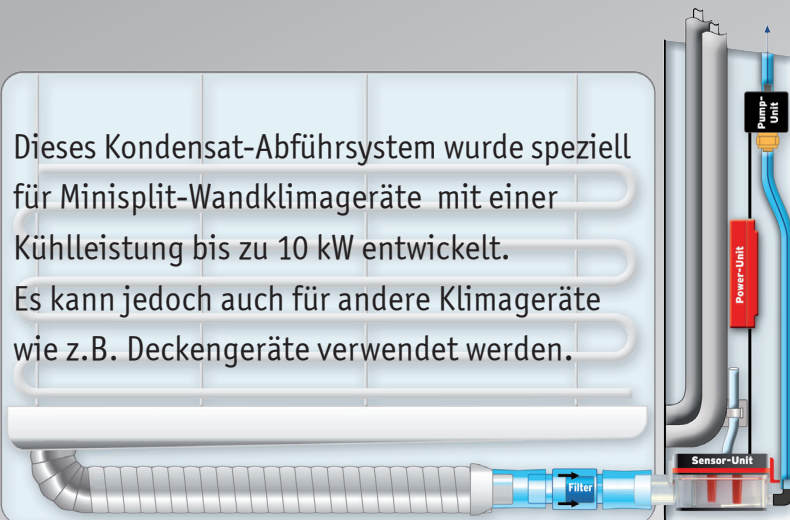 Dieses Kondensat-Abführsystem wurde speziell
für Minisplit-Wandklimageräte mit einer
Kühlleistung bis zu 10 kW entwickelt.
Es kann jedoch auch für andere Klimageräte
wie z.B. Deckengeräte verwendet werden.
Pump-
Unit
Power-Unit
Sensor-Unit
Filter